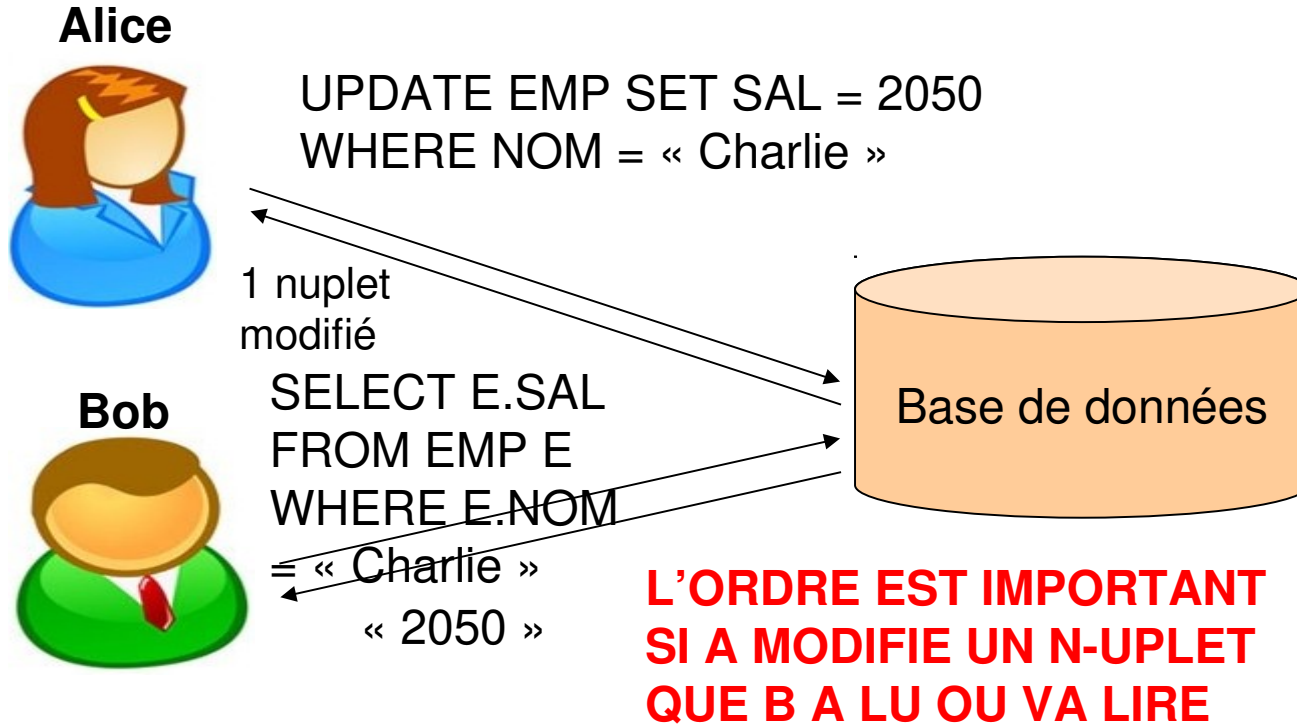 Alice
UPDATE EMP SET SAL = 2050
WHERE NOM = « Charlie »
1 nuplet
modifié
Bob
SELECT E.SAL
FROM EMP E
WHERE E.NOM
= « Charlie »
« 2050 »
Base de données
L’ORDRE EST IMPORTANT
SI A MODIFIE UN N-UPLET
QUE B A LU OU VA LIRE